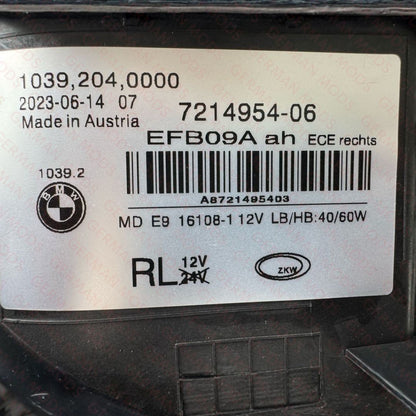 1039,204,0000
2023-06-14 07
Made in Austria
7214954-06
EFB09A ah ECE rechts
1039.2
BMW
A8721495403
MD E9 16108-1 12V LB/HB:40/60W
RL 12V
24V
ZKW